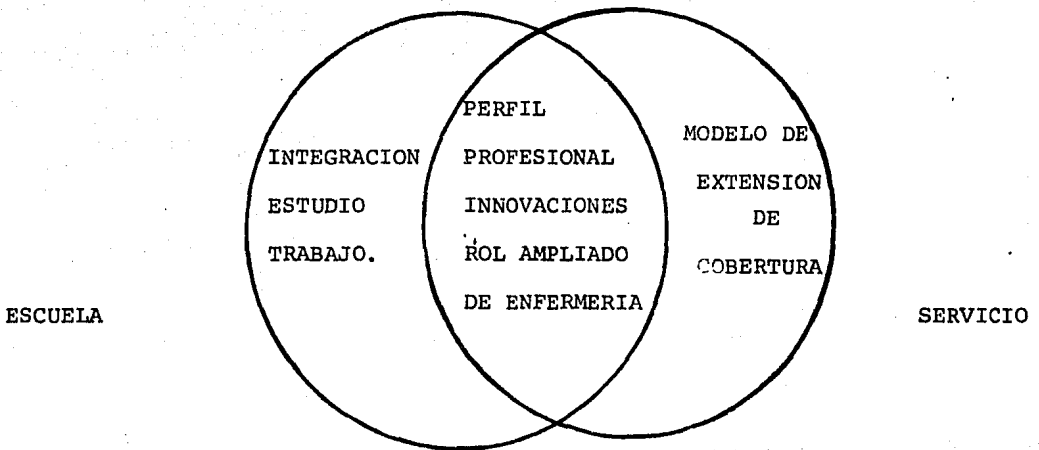 INTEGRACION
ESTUDIO
TRABAJO.
PERFIL
PROFESIONAL
INNOVACIONES
ROL AMPLIADO
DE ENFERMERIA
MODELO DE
EXTENSION
DE
COBERTURA
ESCUELA
SERVICIO